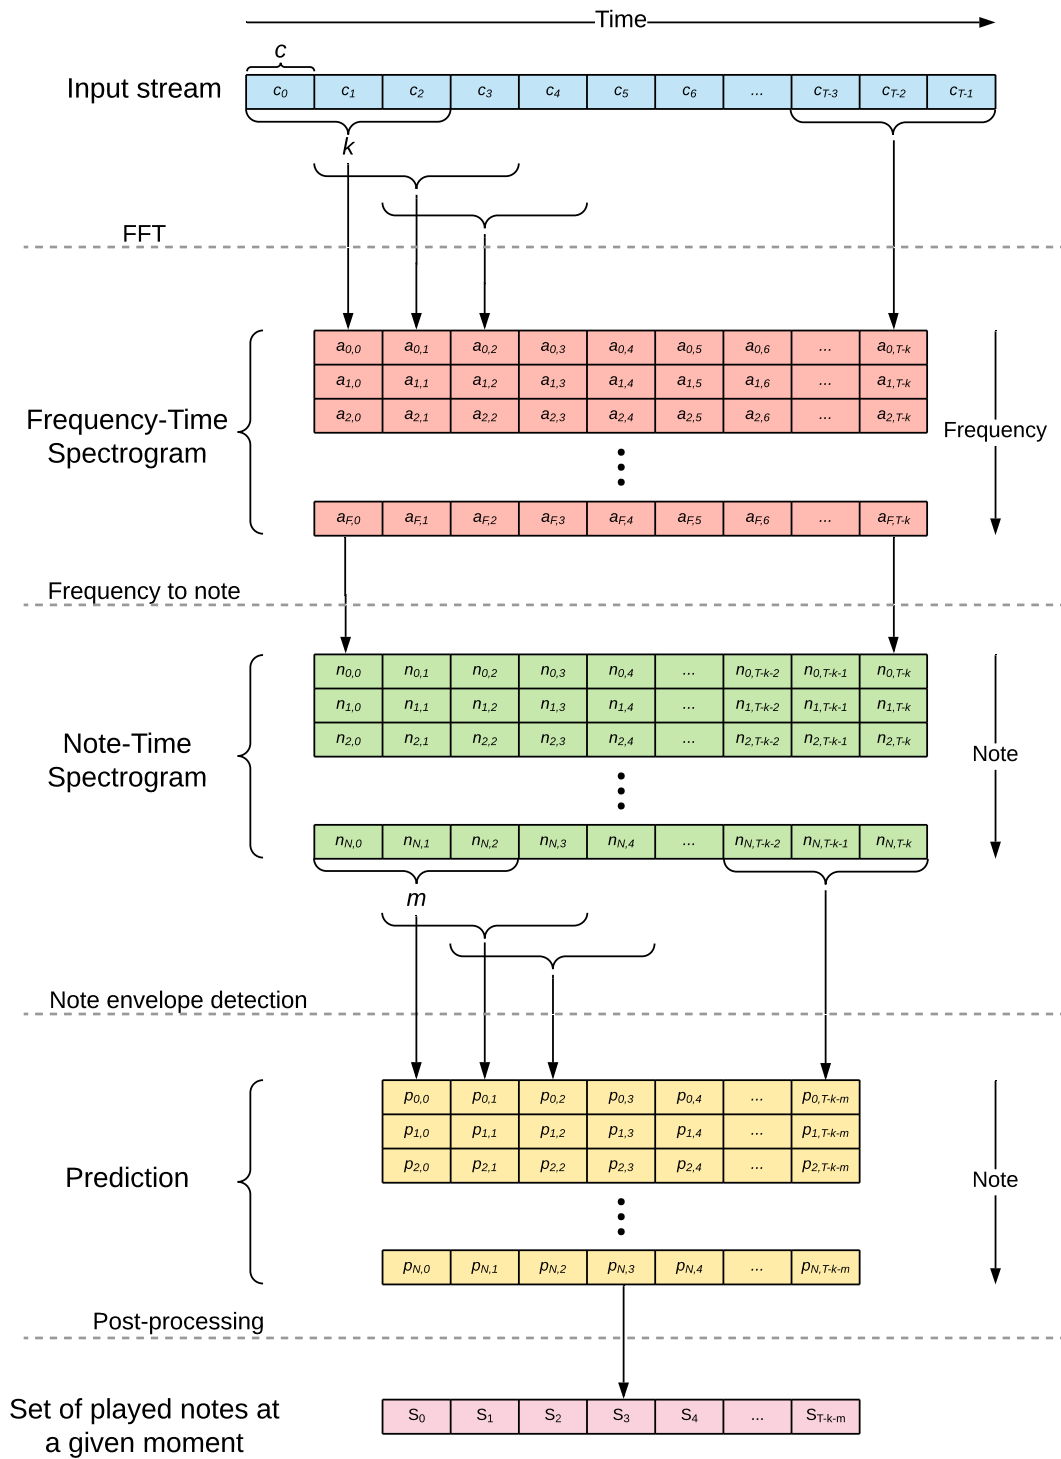 Time
c
Input stream
c0 c1 c2 c3 c4 c5 c6 ... cT-3 cT-2 cT-1
k
FFT
a0,0 a0,1 a0,2 a0,3 a0,4 a0,5 a0,6 ... a0,T-k
a1,0 a1,1 a1,2 a1,3 a1,4 a1,5 a1,6 ... a1,T-k
a2,0 a2,1 a2,2 a2,3 a2,4 a2,5 a2,6 ... a2,T-k
Frequency-Time
Spectrogram
Frequency
aF,0 aF,1 aF,2 aF,3 aF,4 aF,5 aF,6 ... aF,T-k
Frequency to note
n0,0 n0,1 n0,2 n0,3 n0,4 ... n0,T-k-2 n0,T-k-1 n0,T-k
n1,0 n1,1 n1,2 n1,3 n1,4 ... n1,T-k-2 n1,T-k-1 n1,T-k
n2,0 n2,1 n2,2 n2,3 n2,4 ... n2,T-k-2 n2,T-k-1 n2,T-k
Note-Time
Spectrogram
Note
nN,0 nN,1 nN,2 nN,3 nN,4 ... nN,T-k-2 nN,T-k-1 nN,T-k
m
Note envelope detection
p0,0 p0,1 p0,2 p0,3 p0,4 ... p0,T-k-m
p1,0 p1,1 p1,2 p1,3 p1,4 ... p1,T-k-m
p2,0 p2,1 p2,2 p2,3 p2,4 ... p2,T-k-m
Prediction
Note
pN,0 pN,1 pN,2 pN,3 pN,4 ... pN,T-k-m
Post-processing
Set of played notes at
a given moment
S0 S1 S2 S3 S4 ... ST-k-m